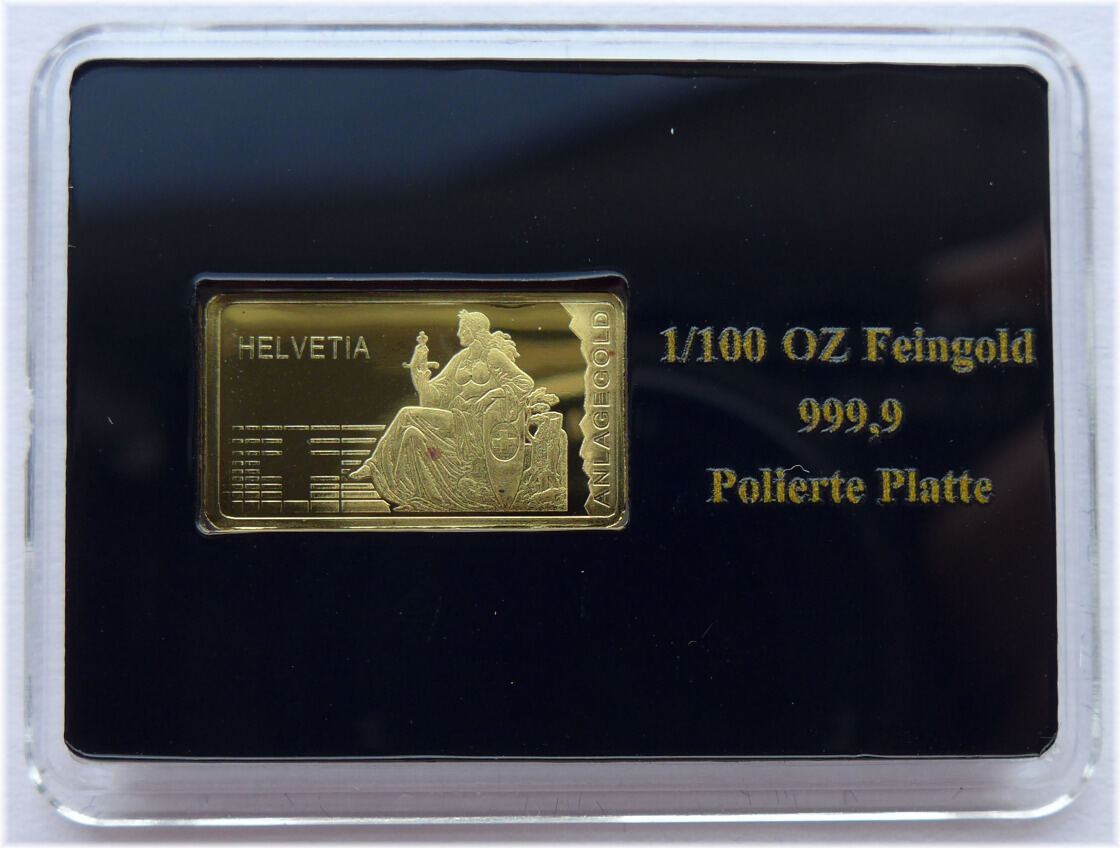 HELVETIA
ANLAGEGOLD
1/100 OZ Feingold
999,9
Polierte Platte